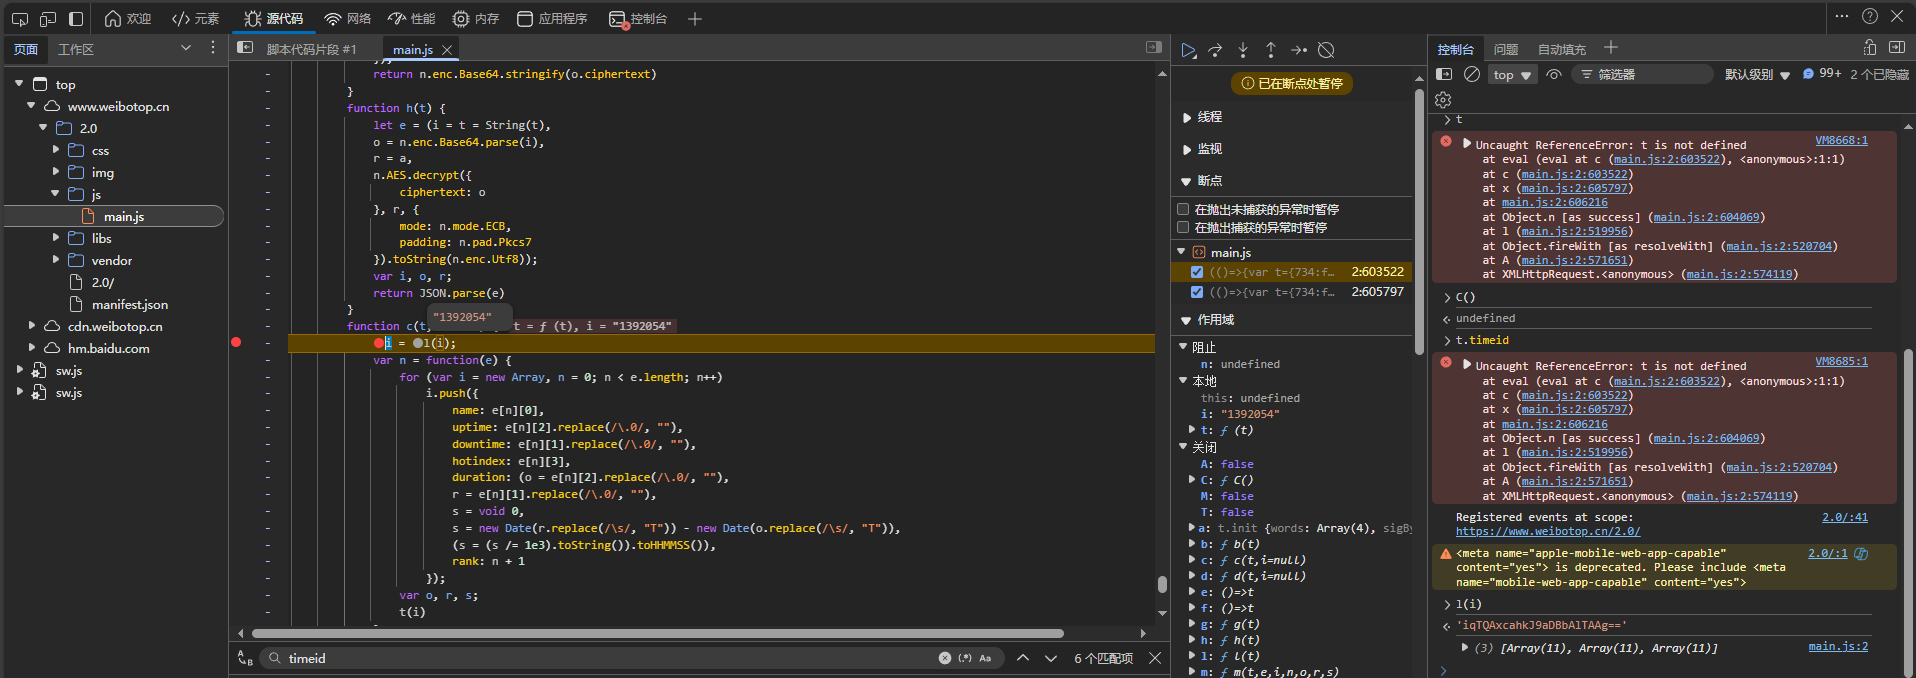 欢迎
元素
源代码
网络
性能
内存
应用程序
控制台
页面
工作区
top
www.weibotop.cn
2.0
css
img
js
main.js
libs
vendor
2.0/
manifest.json
cdn.weibotop.cn
hm.baidu.com
sw.js
sw.js
脚本代码片段 #1
main.js
return n.enc.Base64.stringify(o.ciphertext)
}
function h(t) {
let e = (i = t = String(t),
o = n.enc.Base64.parse(i),
r = a,
n.AES.decrypt({
ciphertext: o
}, r, {
mode: n.mode.ECB,
padding: n.pad.Pkcs7
}).toString(n.enc.Utf8));
var i, o, r;
return JSON.parse(e)
}
"1392054"
function c(t, t = ƒ (t), i = "1392054"
i = l(i);
var n = function(e) {
for (var i = new Array, n = 0; n < e.length; n++)
i.push({
name: e[n][0],
uptime: e[n][2].replace(/\.0/, ""),
downtime: e[n][1].replace(/\.0/, ""),
hotindex: e[n][3],
duration: (o = e[n][2].replace(/\.0/, ""),
r = e[n][1].replace(/\.0/, ""),
s = void 0,
s = new Date(r.replace(/\s/, "T")) - new Date(o.replace(/\s/, "T")),
(s = (s /= 1e3).toString()).toHHMMSS()),
rank: n + 1
});
var o, r, s;
t(i)
timeid
(.*)
Aa
6 个匹配项
已在断点处暂停
线程
监视
断点
在抛出未捕获的异常时暂停
在抛出捕获的异常时暂停
main.js
(()=>{var t={734:f… 2:603522
(()=>{var t={734:f… 2:605797
作用域
阻止
n: undefined
本地
this: undefined
i: "1392054"
t: ƒ (t)
关闭
A: false
C: ƒ C()
M: false
T: false
a: t.init {words: Array(4), sigBy
b: ƒ b(t)
c: ƒ c(t,i=null)
d: ƒ d(t,i=null)
e: ()=>t
f: ()=>t
g: ƒ g(t)
h: ƒ h(t)
l: ƒ l(t)
m: ƒ m(t,e,i,n,o,r,s)
控制台
问题
自动填充
top
筛选器
默认级别
99+
2 个已隐藏
t
Uncaught ReferenceError: t is not defined VM8668:1
at eval (eval at c (main.js:2:603522), <anonymous>:1:1)
at c (main.js:2:603522)
at x (main.js:2:605797)
at main.js:2:606216
at Object.n [as success] (main.js:2:604069)
at l (main.js:2:519956)
at Object.fireWith [as resolveWith] (main.js:2:520704)
at A (main.js:2:571651)
at XMLHttpRequest.<anonymous> (main.js:2:574119)
C()
undefined
t.timeid
Uncaught ReferenceError: t is not defined VM8685:1
at eval (eval at c (main.js:2:603522), <anonymous>:1:1)
at c (main.js:2:603522)
at x (main.js:2:605797)
at main.js:2:606216
at Object.n [as success] (main.js:2:604069)
at l (main.js:2:519956)
at Object.fireWith [as resolveWith] (main.js:2:520704)
at A (main.js:2:571651)
at XMLHttpRequest.<anonymous> (main.js:2:574119)
Registered events at scope: 2.0/:41
https://www.weibotop.cn/2.0/
<meta name="apple-mobile-web-app-capable" 2.0/:1
content="yes"> is deprecated. Please include <meta
name="mobile-web-app-capable" content="yes">
l(i)
'iqTQAxcahkJ9aDBbAlTAAg=='
(3) [Array(11), Array(11), Array(11)] main.js:2